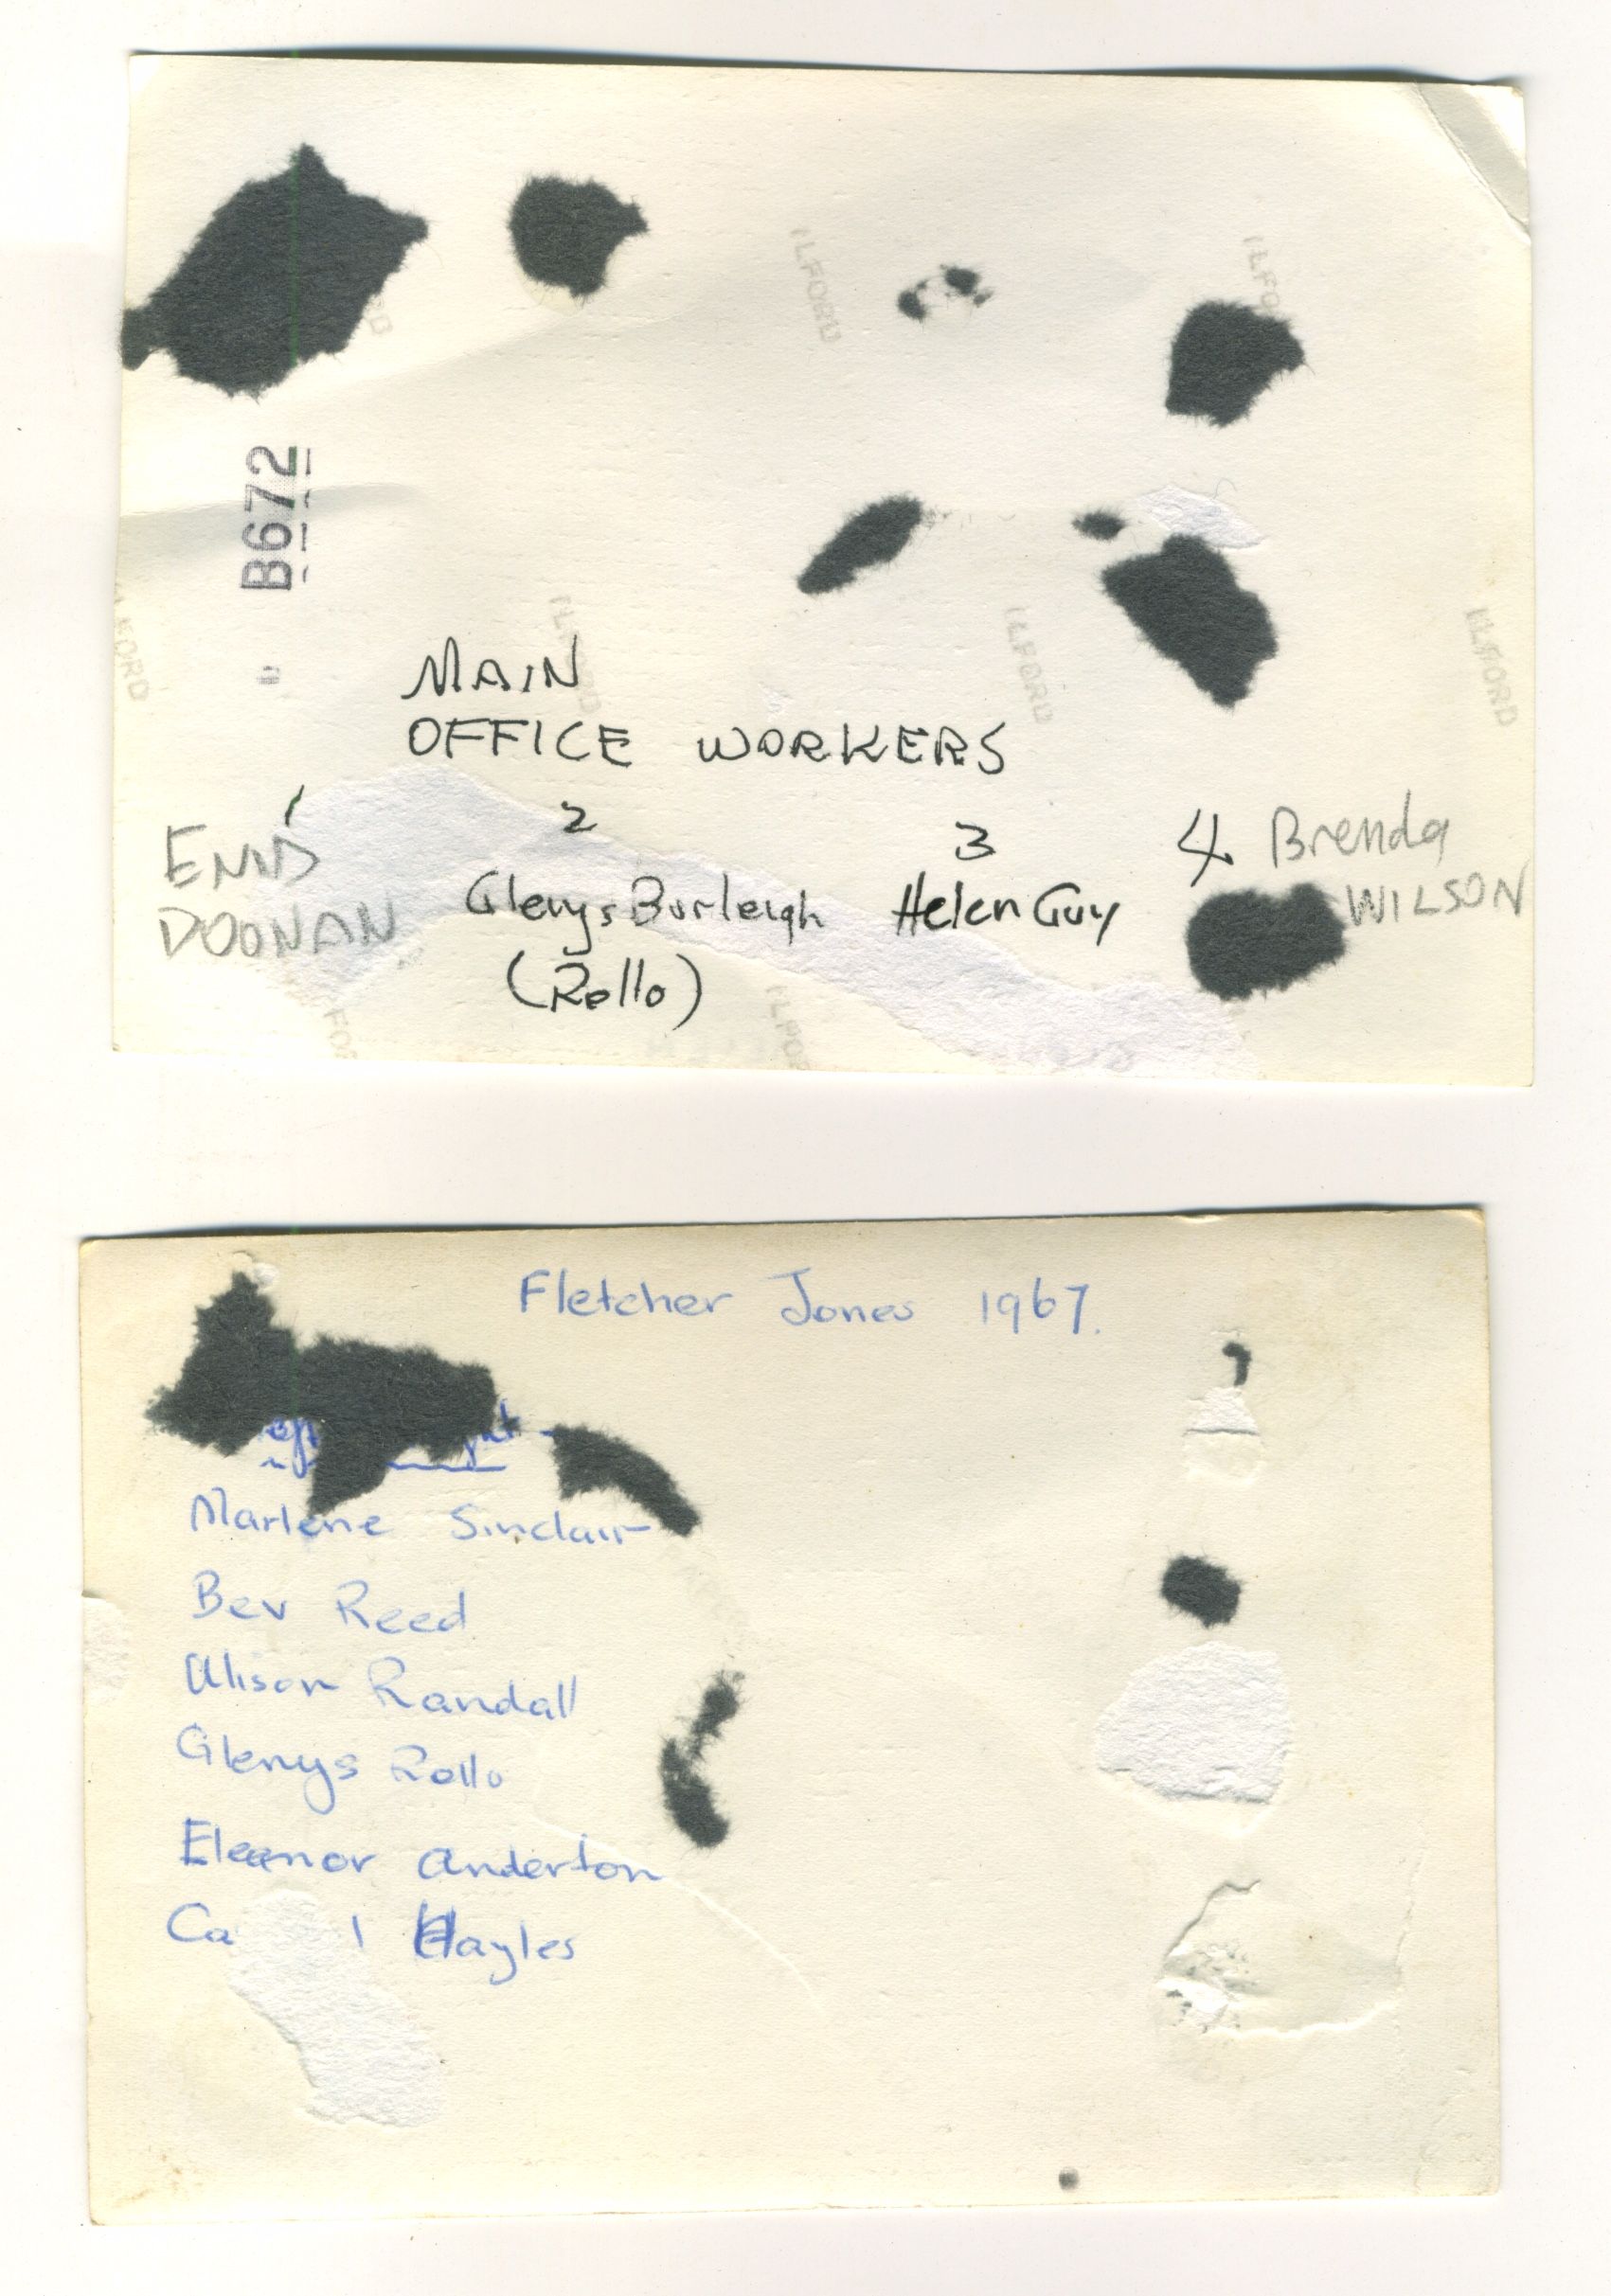 ILFORD
ILFORD
B672
ILFORD
ILFORD
ILFORD
MAIN
OFFICE WORKERS
1 2 3 4. Brenda
ENID Glenys Burleigh Helen Guy WILSON
DOONAN (Rollo)
Fletcher Jones 1967.
Marlene Sinclair
Bev Reed
Alison Randall
Glenys Rollo
Eleanor Anderton
Hayles